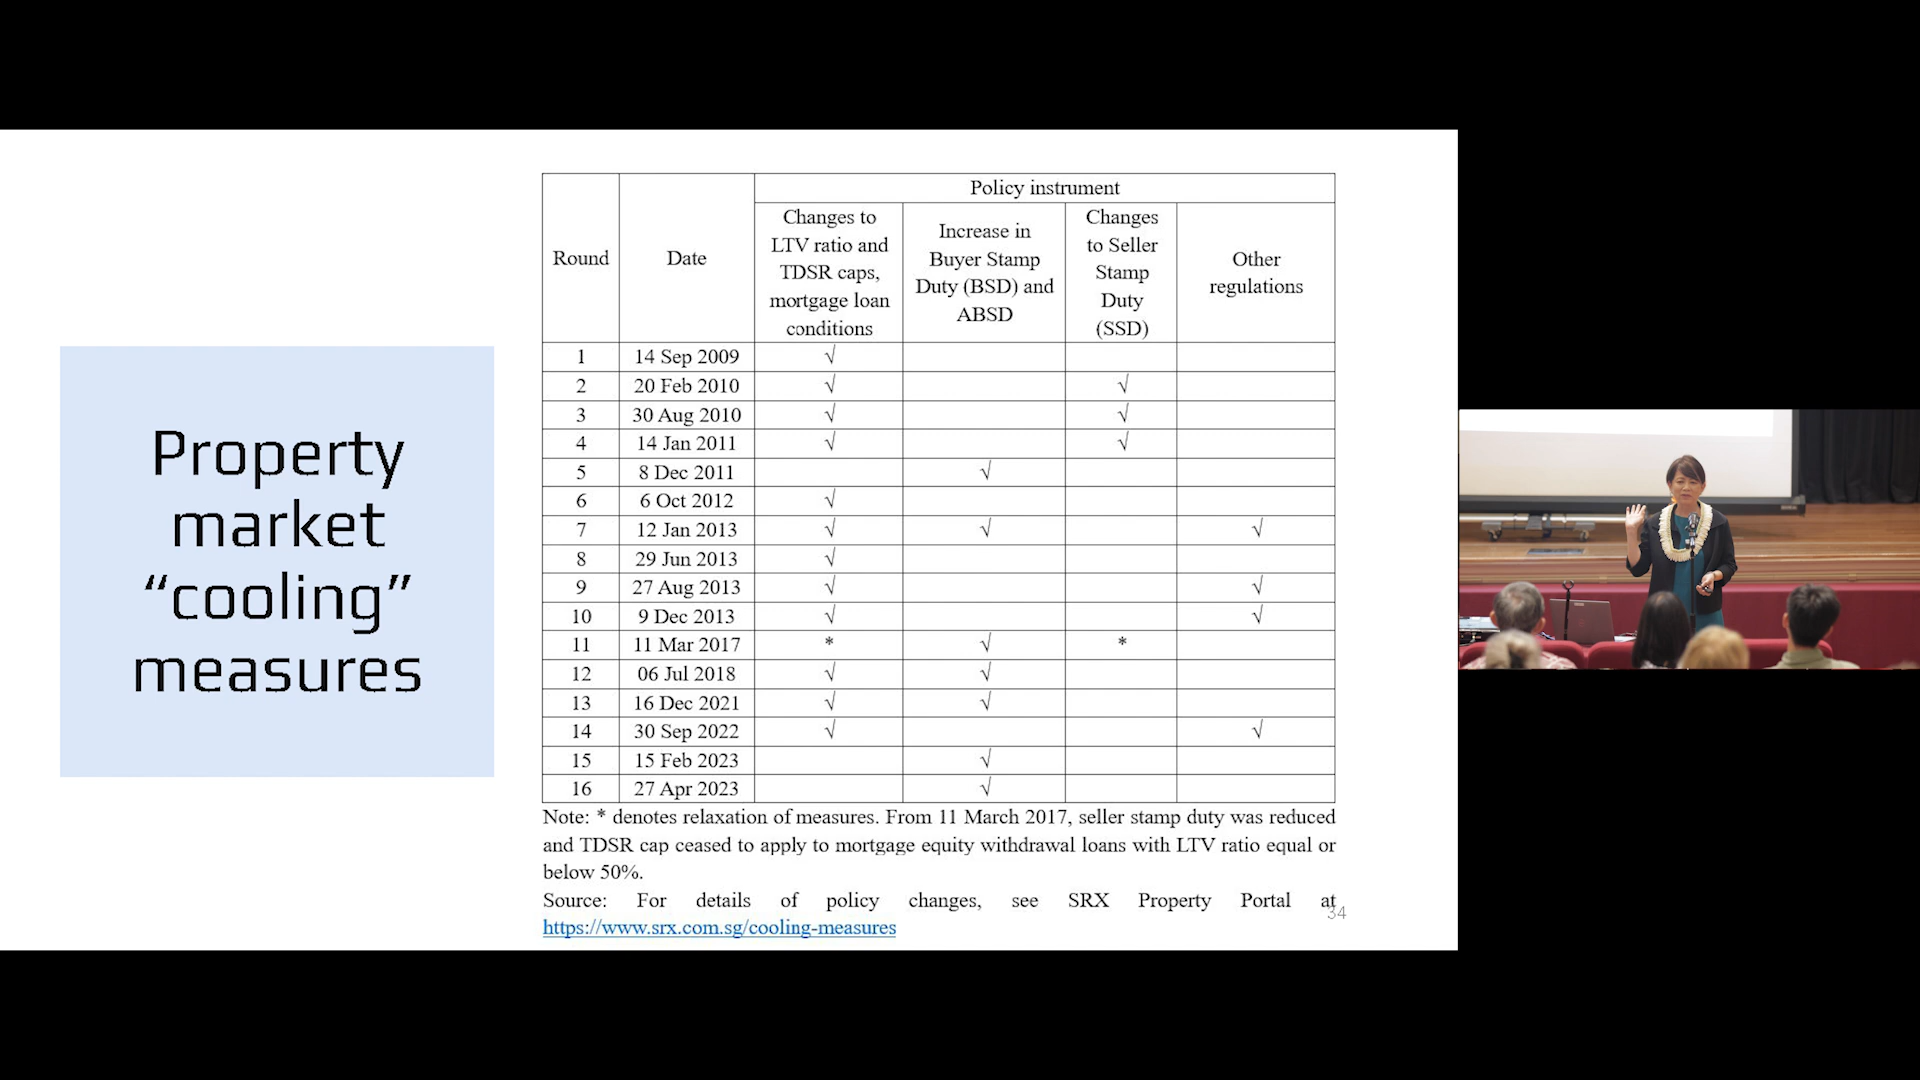 Property
market
“cooling”
measures
Policy instrument
Round
Date
Changes to
LTV ratio and
TDSR caps,
mortgage loan
conditions
Increase in
Buyer Stamp
Duty (BSD) and
ABSD
Changes
to Seller
Stamp
Duty
(SSD)
Other
regulations
1 14 Sep 2009 √
2 20 Feb 2010 √ √
3 30 Aug 2010 √ √
4 14 Jan 2011 √ √
5 8 Dec 2011 √
6 6 Oct 2012 √
7 12 Jan 2013 √ √ √
8 29 Jun 2013 √
9 27 Aug 2013 √ √
10 9 Dec 2013 √ √
11 11 Mar 2017 * √ *
12 06 Jul 2018 √ √
13 16 Dec 2021 √ √
14 30 Sep 2022 √ √
15 15 Feb 2023 √
16 27 Apr 2023 √
Note: * denotes relaxation of measures. From 11 March 2017, seller stamp duty was reduced
and TDSR cap ceased to apply to mortgage equity withdrawal loans with LTV ratio equal or
below 50%.
Source: For details of policy changes, see SRX Property Portal at
https://www.srx.com.sg/cooling-measures
34